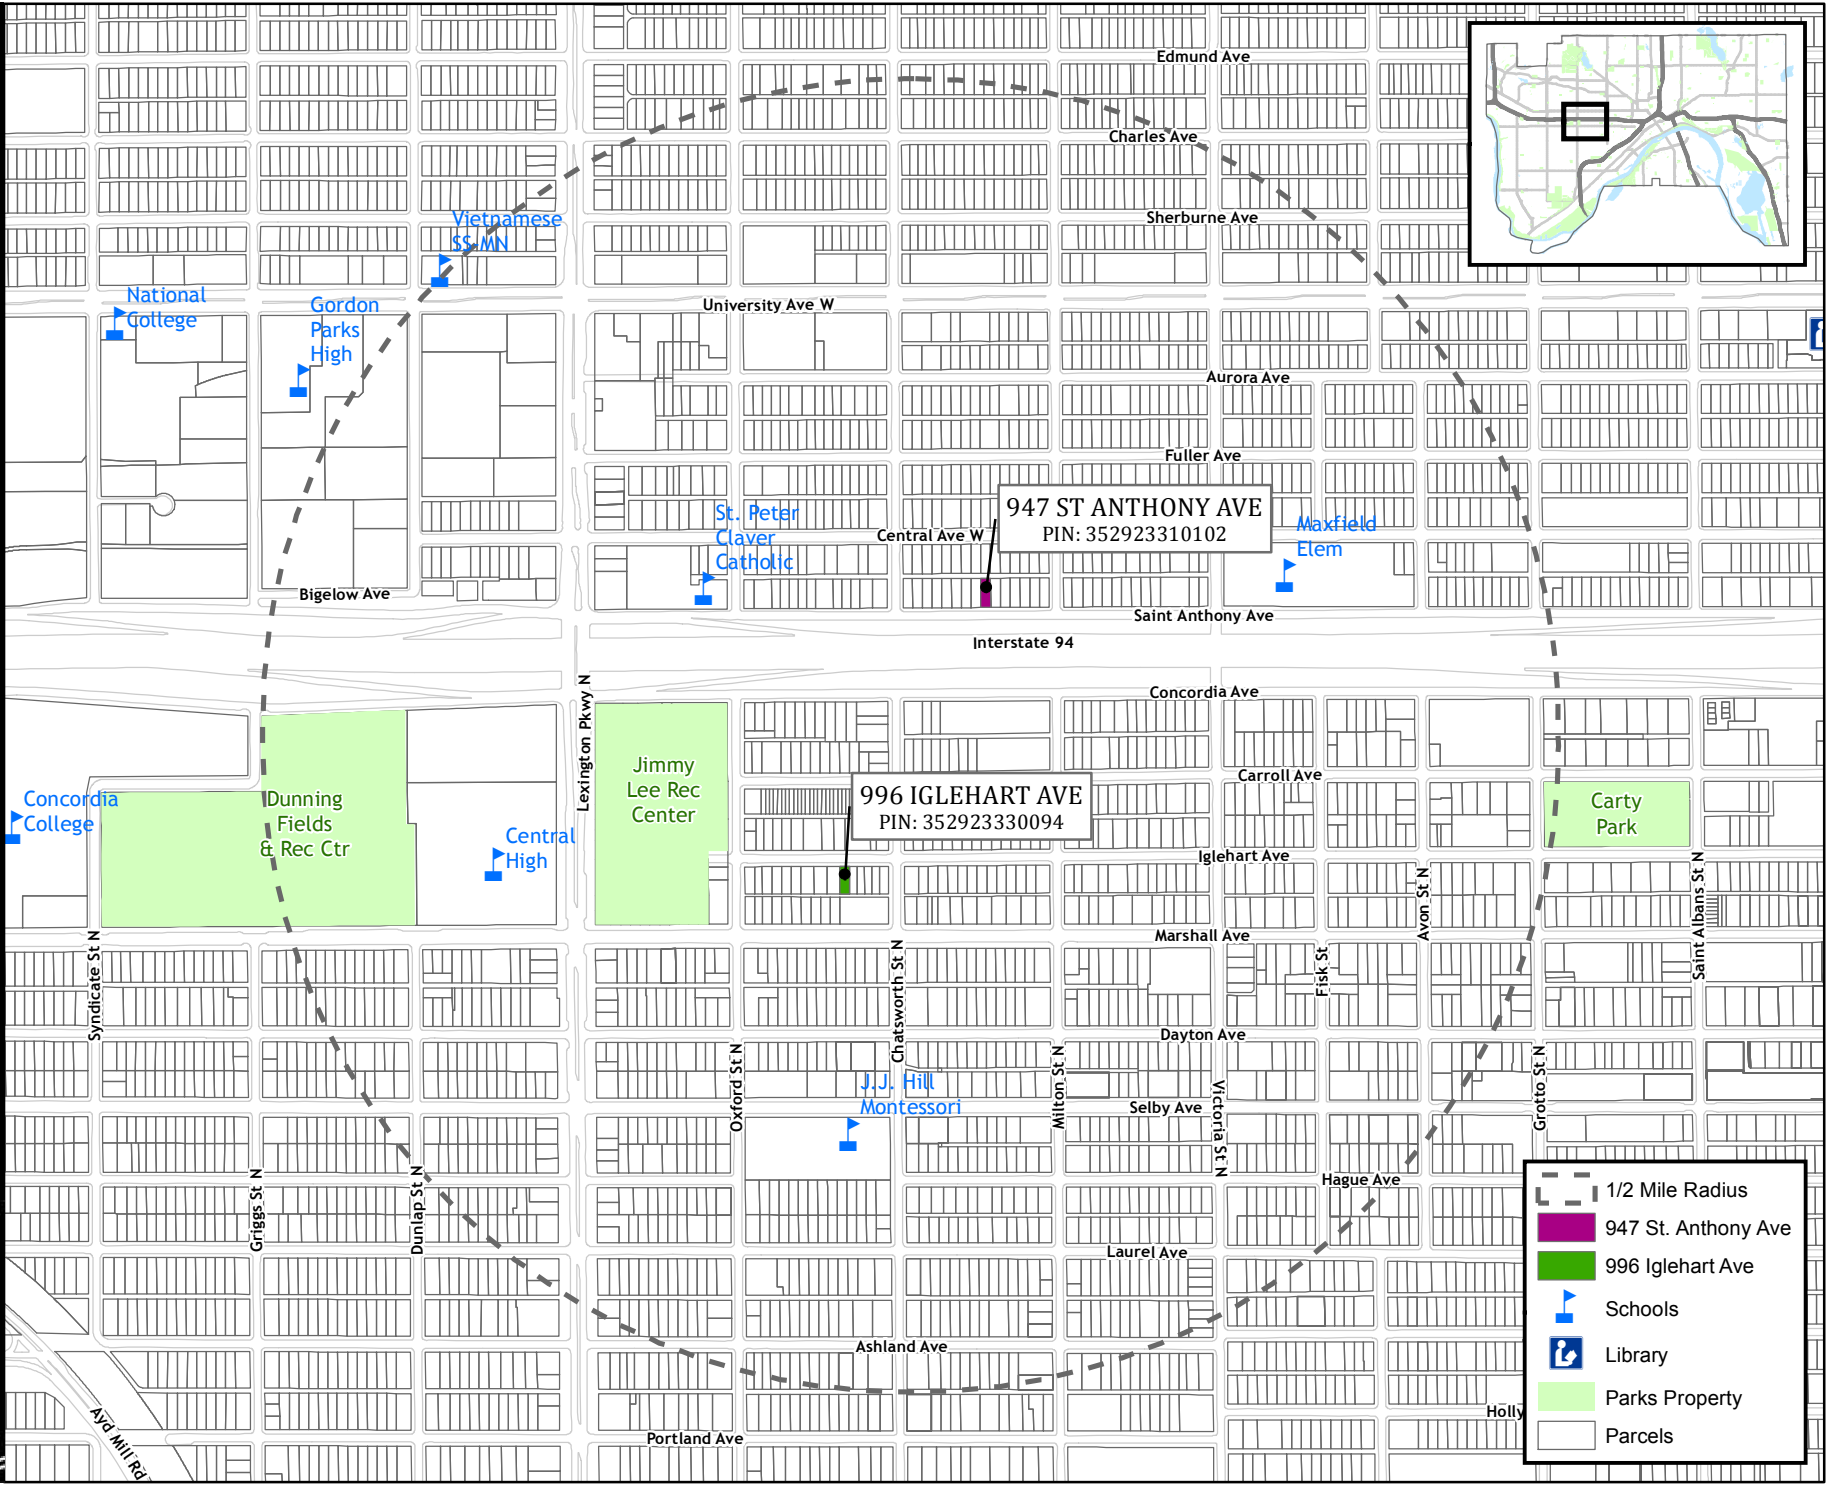 Edmund Ave
Charles Ave
Sherburne Ave
Vietnamese
SS-MN
National
College
Gordon
Parks
High
University Ave W
Aurora Ave
Fuller Ave
947 ST ANTHONY AVE
PIN: 352923310102
St. Peter
Claver
Catholic
Central Ave W
Maxfield
Elem
Bigelow Ave
Saint Anthony Ave
Interstate 94
Concordia Ave
Lexington Pkwy N
Jimmy
Lee Rec
Center
Carroll Ave
996 IGLEHART AVE
PIN: 352923330094
Concordia
College
Dunning
Fields
& Rec Ctr
Central
High
Carty
Park
Iglehart Ave
Avon St N
Saint Albans St N
Marshall Ave
Syndicate St N
Chatsworth St N
Fisk St
Dayton Ave
Oxford St N
Milton St N
Victoria St N
Grotto St N
J.J. Hill
Montessori
Selby Ave
Griggs St N
Dunlap St N
Hague Ave
Laurel Ave
Ashland Ave
Ayd Mill Rd
Portland Ave
Holly
1/2 Mile Radius
947 St. Anthony Ave
996 Iglehart Ave
Schools
Library
Parks Property
Parcels